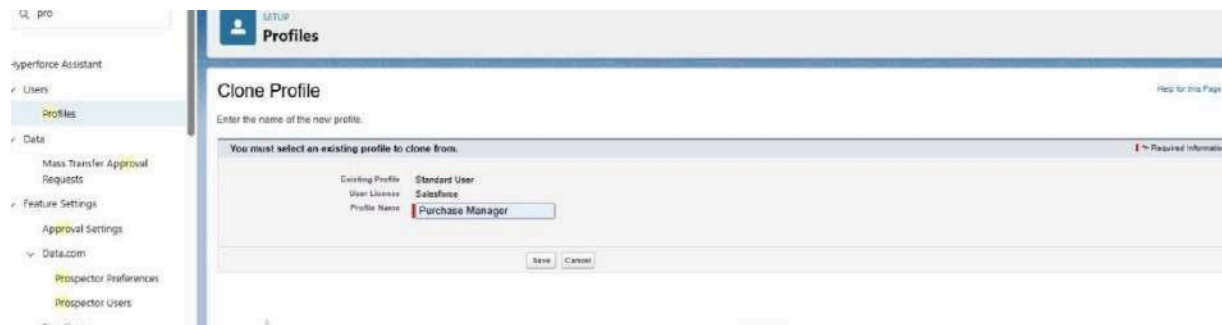 pro
SETUP
Profiles
Hyperforce Assistant
Users
Profiles
Data
Mass Transfer Approval
Requests
Feature Settings
Approval Settings
Data.com
Prospector Preferences
Prospector Users
Clone Profile
Help for this Page
Enter the name of the new profile.
You must select an existing profile to clone from.
= Required Information
Existing Profile Standard User
User License Salesforce
Profile Name Purchase Manager
Save Cancel